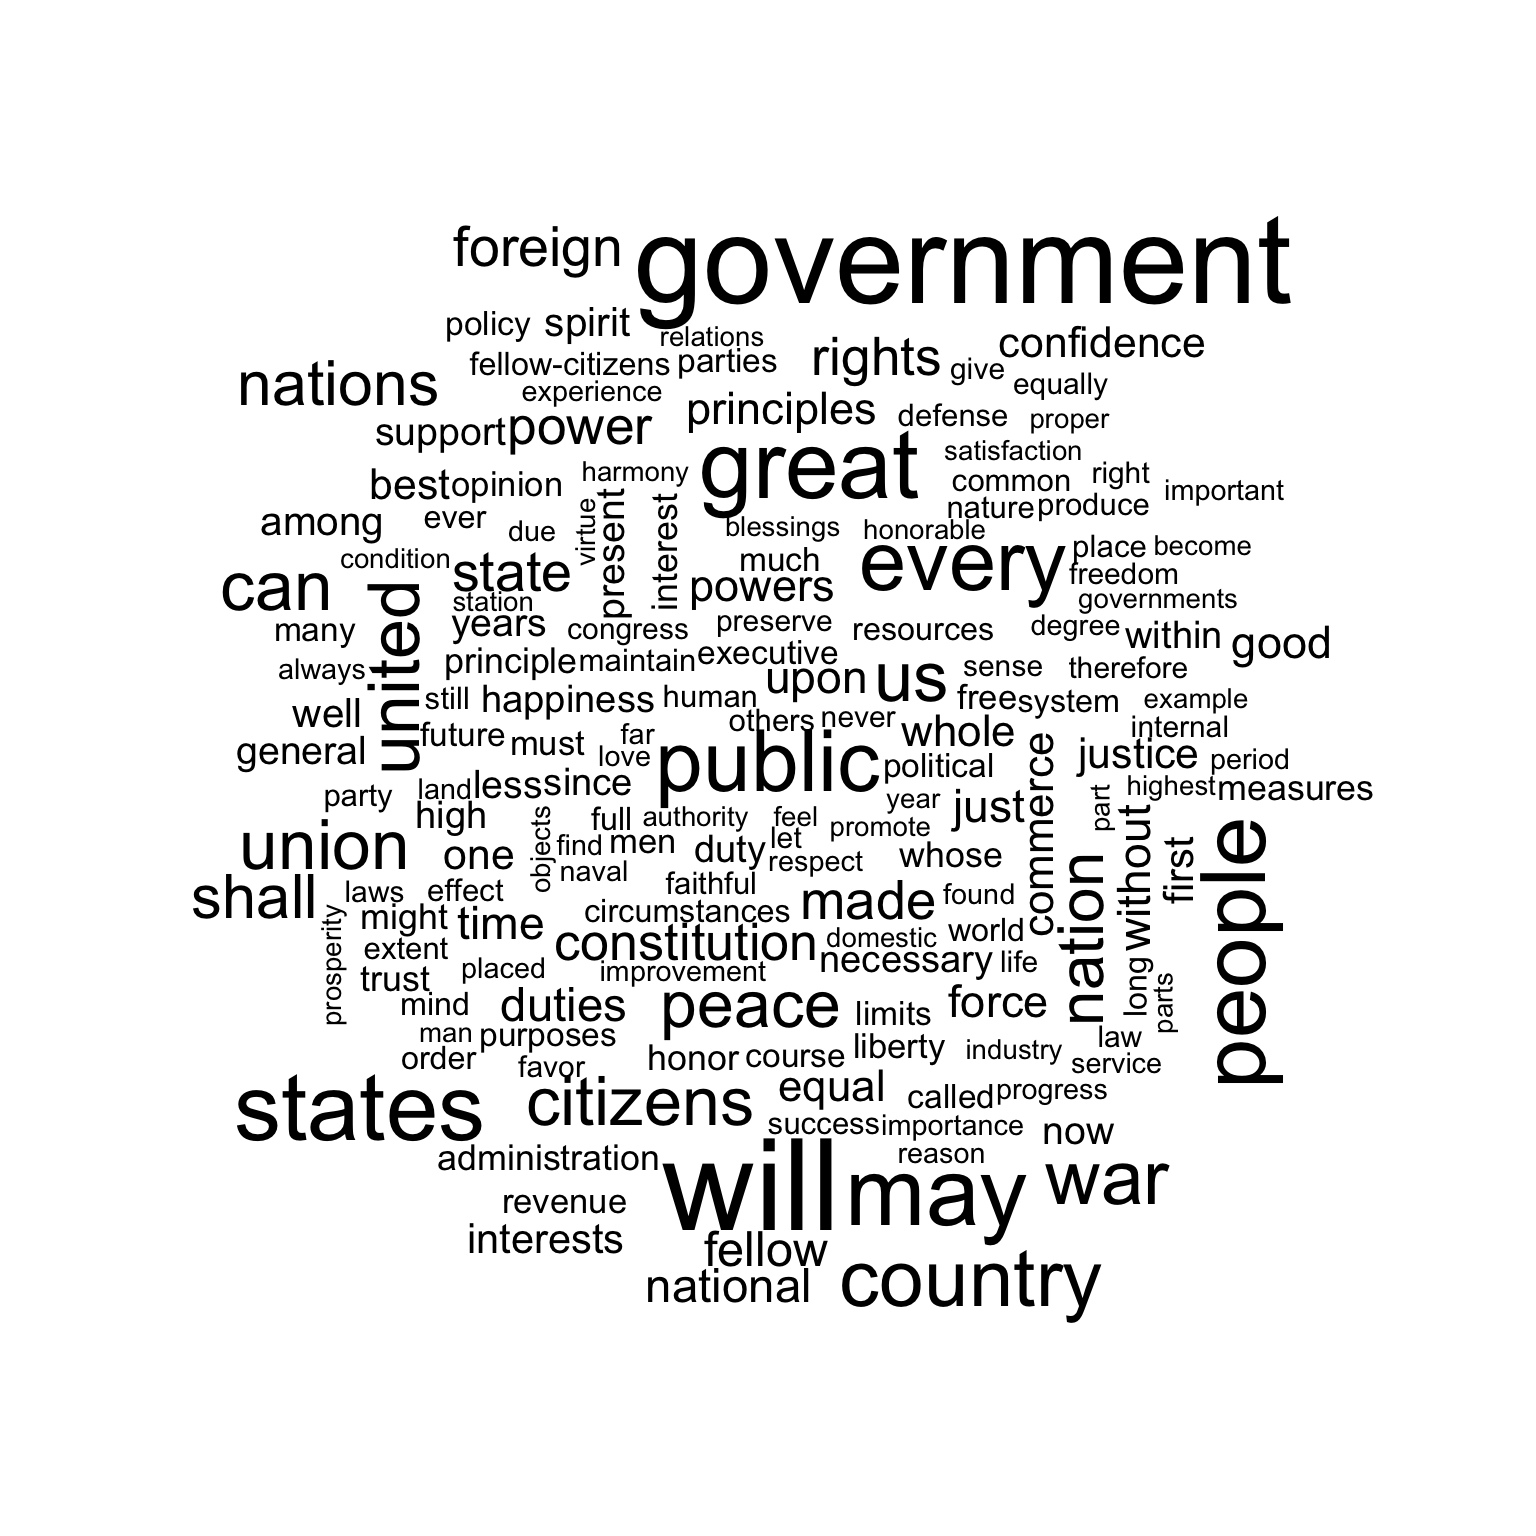 foreign government
policy spirit relations
fellow-citizens parties rights give confidence
nations experience equally
support power principles defense proper
great satisfaction
best opinion harmony common right important
among ever due virtue present interest nature produce
blessings honorable
condition state much every place become
can station powers freedom governments
united
many years congress preserve resources degree within good
always principle maintain executive upon us sense therefore
well still happiness human free system example
general future must far others never whole internal
love public political commerce justice period
party land less since year just part highest measures
high objects full authority feel promote
union one find men duty let whose without first people
naval respect
shall laws effect faithful made found nation
prosperity might time circumstances
extent constitution domestic world
trust placed improvement necessary life long parts
mind duties peace limits force
man purposes law
order favor honor course liberty industry service
states citizens equal called progress
success importance now
administration will may reason war
revenue
interests fellow
national country